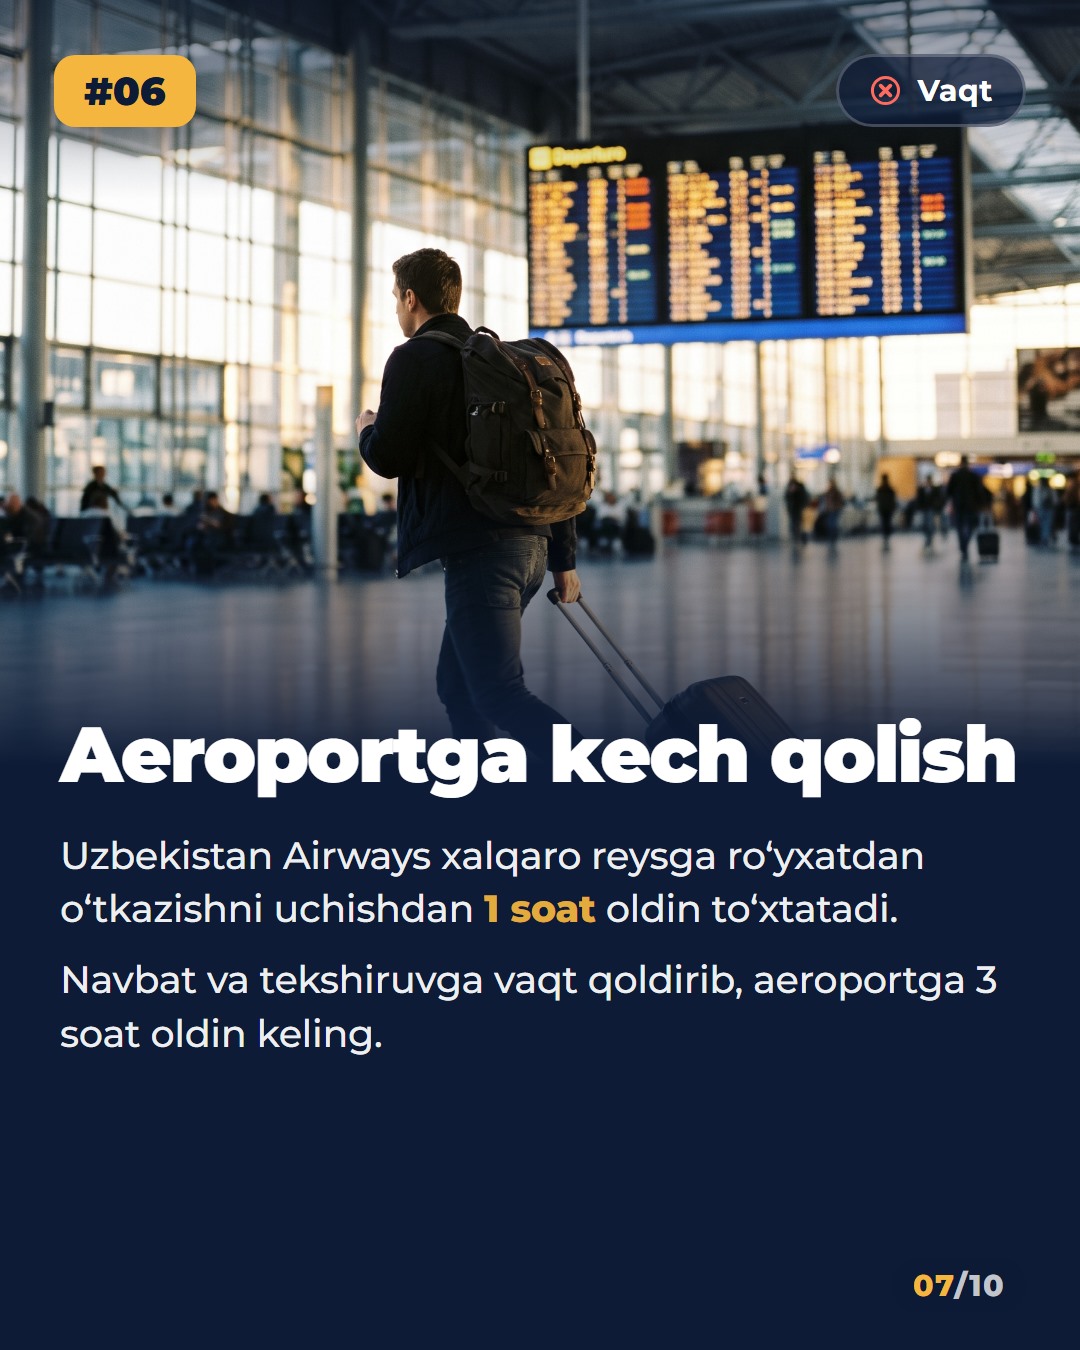 #06
Vaqt
Departure
Aeroportga kech qolish
Uzbekistan Airways xalqaro reysga ro‘yxatdan
o‘tkazishni uchishdan 1 soat oldin to‘xtatadi.
Navbat va tekshiruvga vaqt qoldirib, aeroportga 3
soat oldin keling.
07/10